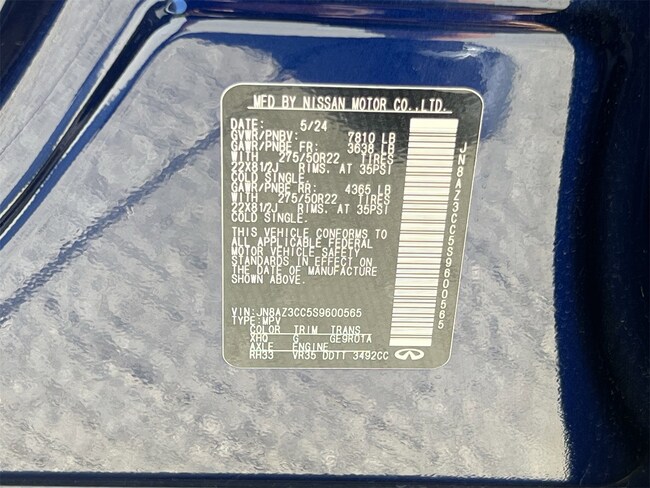 MFD BY NISSAN MOTOR CO.,LTD.
DATE: 5/24
GVWR/PNBV: 7810 LB
GAWR/PNBE FR: 3638 LB
WITH 275/50R22 TIRES
22X81/2J RIMS. AT 35PSI
COLD SINGLE.
GAWR/PNBE RR: 4365 LB
WITH 275/50R22 TIRES
22X81/2J RIMS. AT 35PSI
COLD SINGLE.
THIS VEHICLE CONFORMS TO
ALL APPLICABLE FEDERAL
MOTOR VEHICLE SAFETY
STANDARDS IN EFFECT ON
THE DATE OF MANUFACTURE
SHOWN ABOVE.
VIN:JN8AZ3CC5S9600565
TYPE:MPV
COLOR TRIM TRANS
XHQ G GE9R01A
AXLE ENGINE
RH33 VR35 DDTT 3492CC
JN8AZ3CC5S9600565
INFINITI